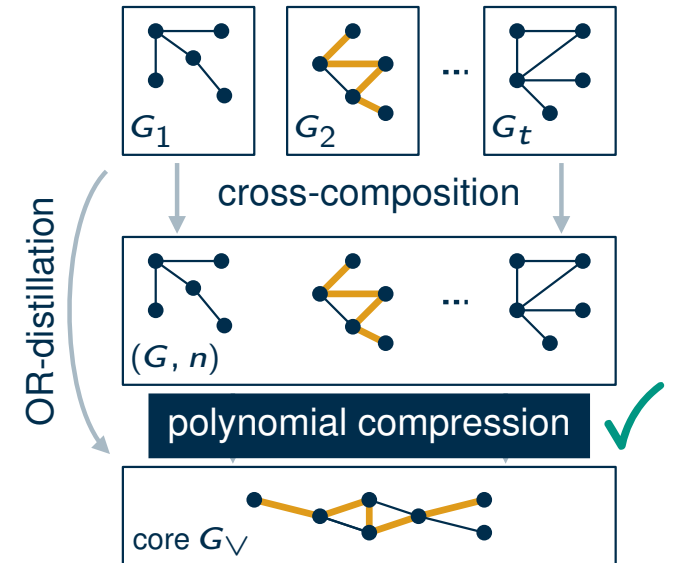 G₁
G₂
...
Gₜ
cross-composition
OR-distillation
...
(G, n)
polynomial compression
core G∨